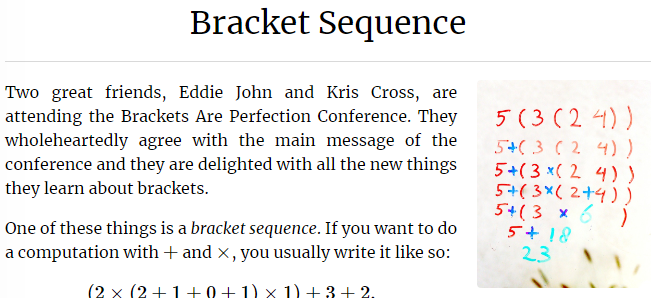 Bracket Sequence
Two great friends, Eddie John and Kris Cross, are
attending the Brackets Are Perfection Conference. They
wholeheartedly agree with the main message of the
conference and they are delighted with all the new things
they learn about brackets.
One of these things is a bracket sequence. If you want to do
a computation with + and ×, you usually write it like so:
(2 × (2 + 1 + 0 + 1) × 1) + 3 + 2.
5 ( 3 ( 2 4 ) )
5+( 3 ( 2 4 ) )
5+( 3 ×( 2 4 ) )
5+( 3×( 2+4 ) )
5+( 3 × 6 )
5 + 18
23